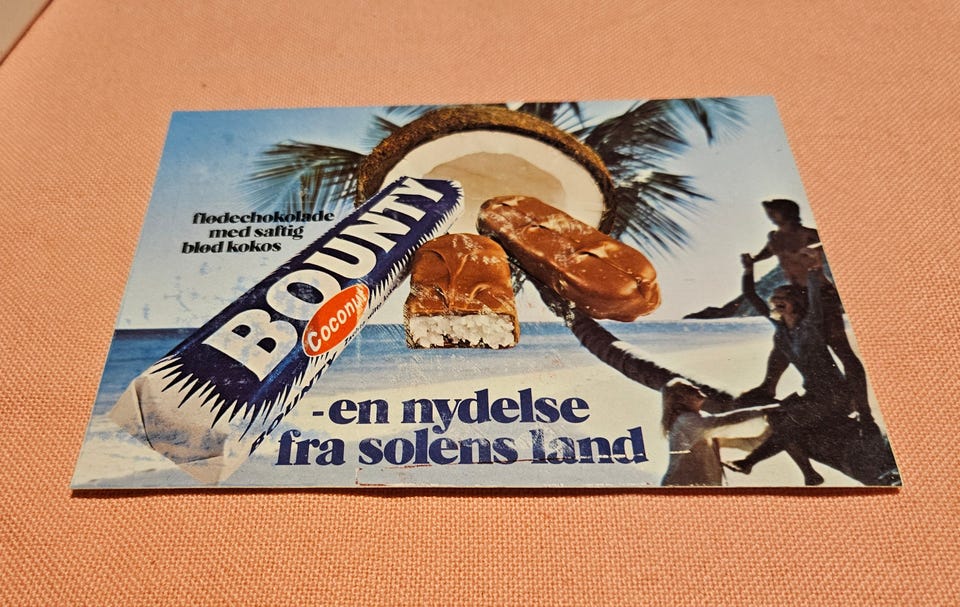 flødechokolade
med saftig
blød kokos
BOUNTY
Coconut
-en nydelse
fra solens land